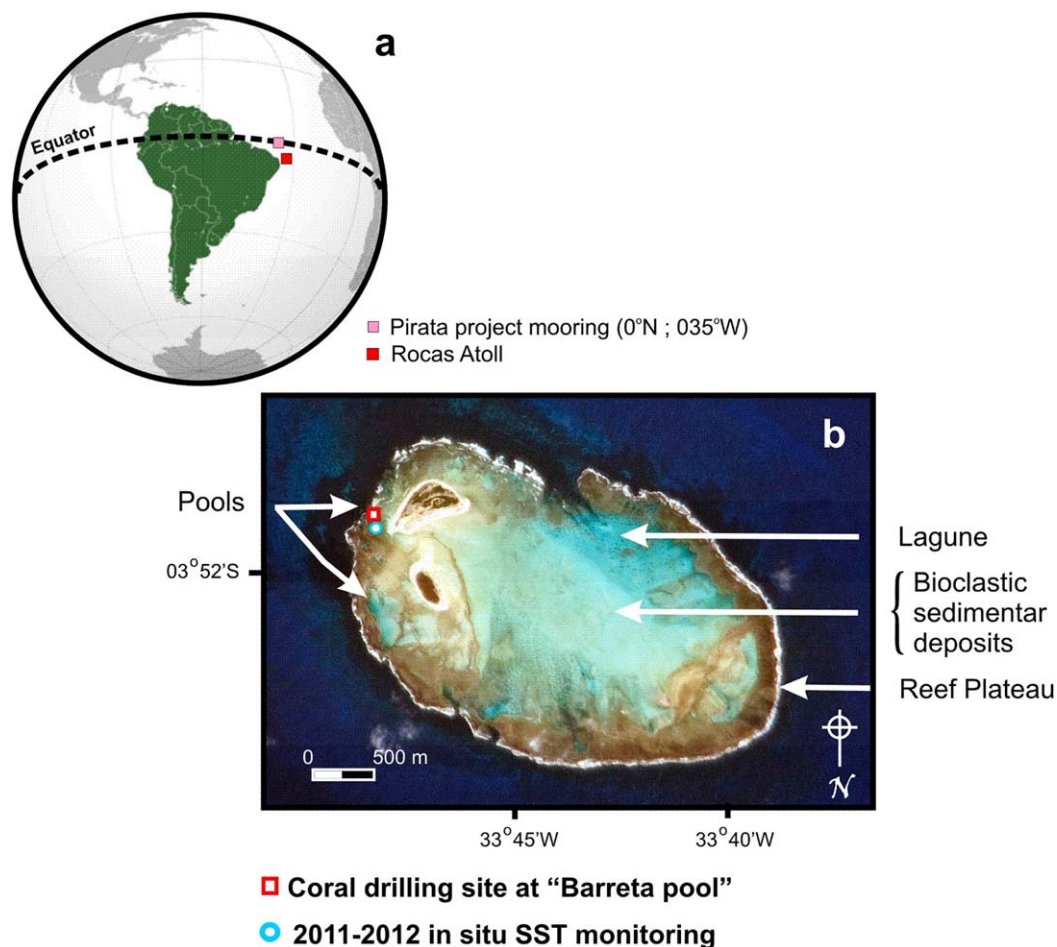 a
Equator
Pirata project mooring (0°N ; 035°W)
Rocas Atoll
b
Pools
Lagune
03°52'S
Bioclastic
sedimentar
deposits
Reef Plateau
0 500 m
N
33°45'W 33°40'W
Coral drilling site at “Barreta pool”
2011-2012 in situ SST monitoring